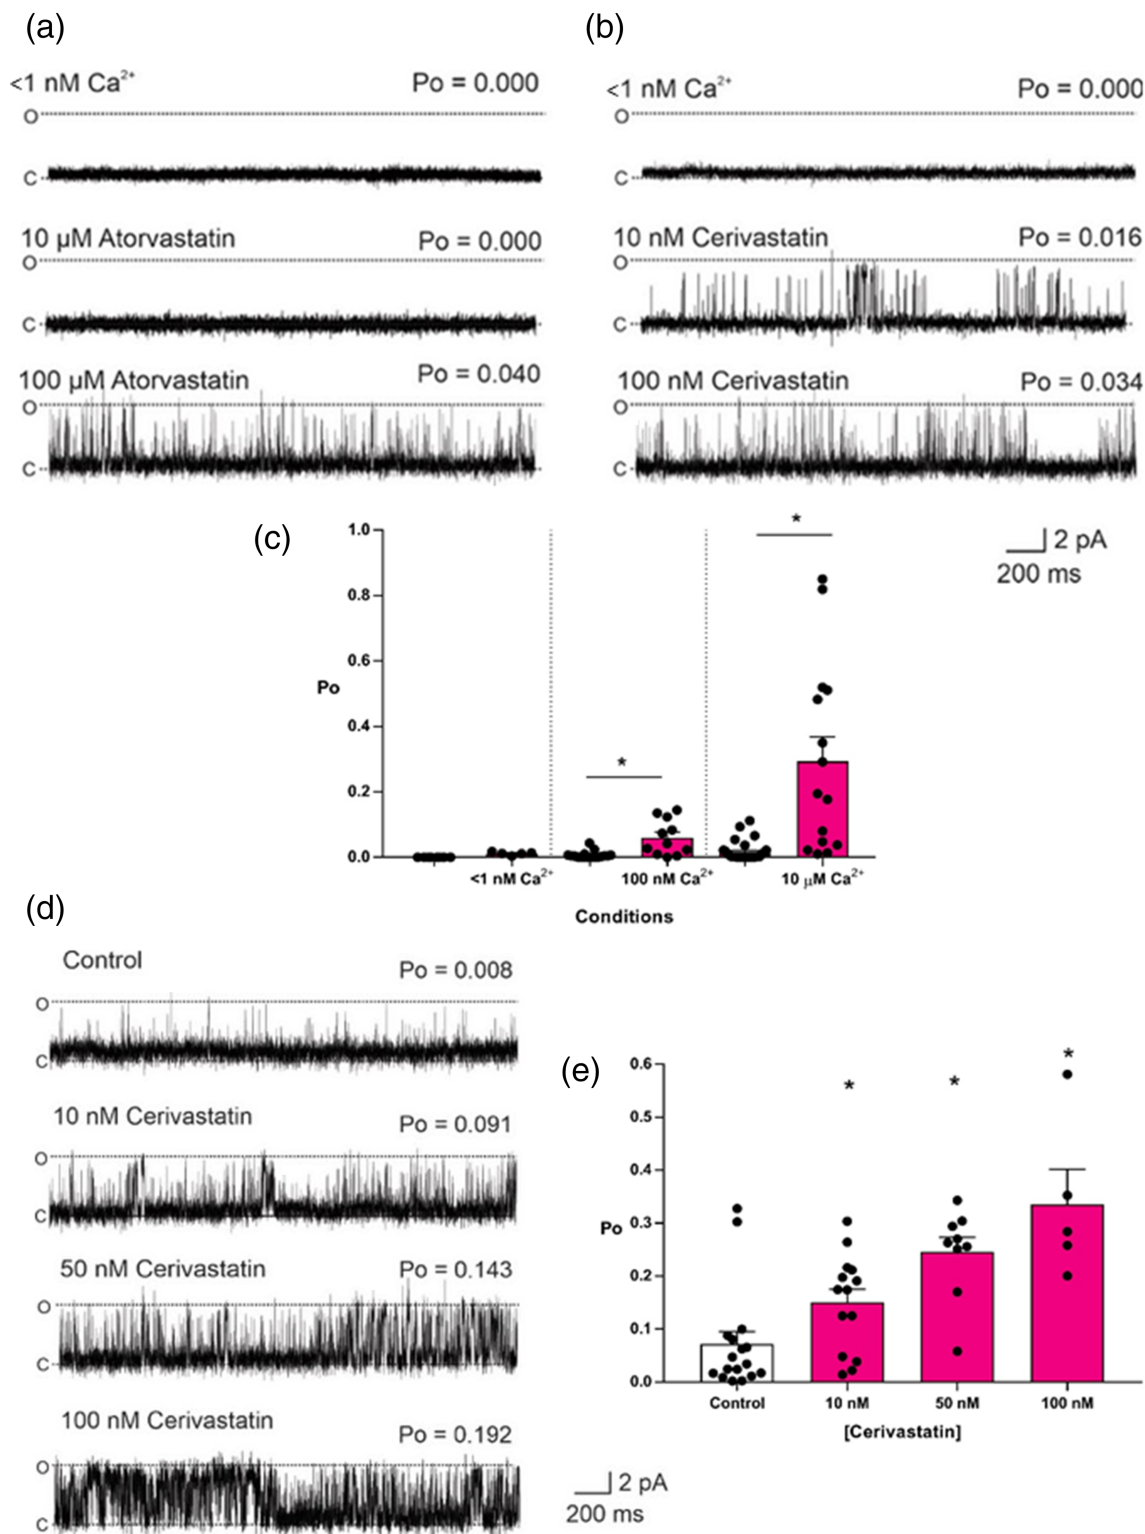 (a)
<1 nM Ca²⁺ Po = 0.000
O
C
10 µM Atorvastatin Po = 0.000
O
C
100 µM Atorvastatin Po = 0.040
O
C
(b)
<1 nM Ca²⁺ Po = 0.000
O
C
10 nM Cerivastatin Po = 0.016
O
C
100 nM Cerivastatin Po = 0.034
O
C
2 pA
200 ms
(c)
1.0
0.8
0.6
0.4
0.2
0.0
Po
*
*
<1 nM Ca²⁺ 100 nM Ca²⁺ 10 µM Ca²⁺
Conditions
(d)
Control Po = 0.008
O
C
10 nM Cerivastatin Po = 0.091
O
C
50 nM Cerivastatin Po = 0.143
O
C
100 nM Cerivastatin Po = 0.192
O
C
2 pA
200 ms
(e)
0.6
0.5
0.4
0.3
0.2
0.1
0.0
Po
* * *
Control 10 nM 50 nM 100 nM
[Cerivastatin]